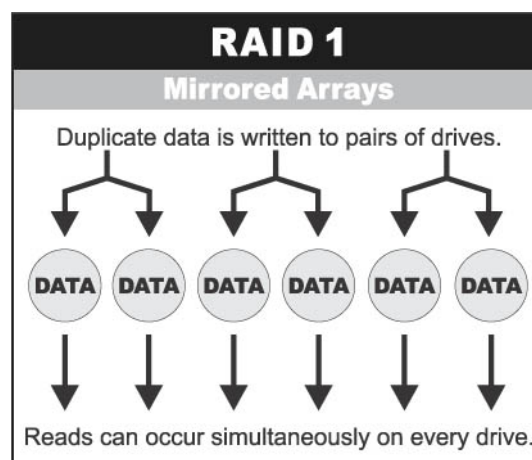 RAID 1
Mirrored Arrays
Duplicate data is written to pairs of drives.
DATA DATA DATA DATA DATA DATA
Reads can occur simultaneously on every drive.